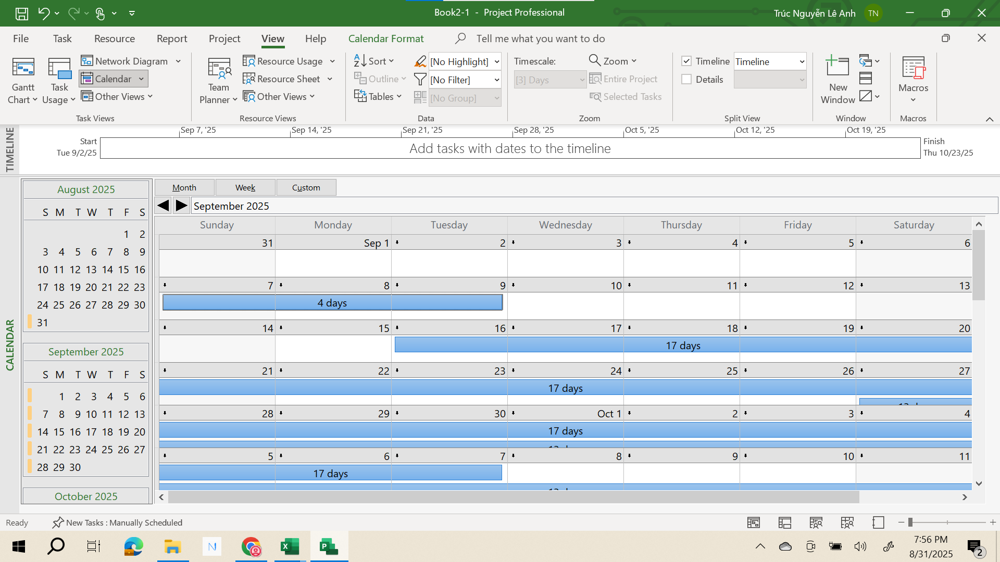 Book2-1 - Project Professional
Trúc Nguyễn Lê Anh TN
File Task Resource Report Project View Help Calendar Format Tell me what you want to do
Gantt Chart
Task Usage
Network Diagram
Calendar
Other Views
Task Views
Team Planner
Resource Usage
Resource Sheet
Other Views
Resource Views
Sort
Outline
Tables
[No Highlight]
[No Filter]
[No Group]
Data
Timescale:
[3] Days
Zoom
Entire Project
Selected Tasks
Zoom
Timeline Timeline
Details
Split View
New Window
Window
Macros
Macros
TIMELINE
Sep 7, '25 Sep 14, '25 Sep 21, '25 Sep 28, '25 Oct 5, '25 Oct 12, '25 Oct 19, '25
Start
Tue 9/2/25
Add tasks with dates to the timeline
Finish
Thu 10/23/25
CALENDAR
August 2025
S M T W T F S
1 2
3 4 5 6 7 8 9
10 11 12 13 14 15 16
17 18 19 20 21 22 23
24 25 26 27 28 29 30
31
September 2025
S M T W T F S
1 2 3 4 5 6
7 8 9 10 11 12 13
14 15 16 17 18 19 20
21 22 23 24 25 26 27
28 29 30
October 2025
Month Week Custom
September 2025
Sunday Monday Tuesday Wednesday Thursday Friday Saturday
31 Sep 1 2 3 4 5 6
7 8 9 10 11 12 13
4 days
14 15 16 17 18 19 20
17 days
21 22 23 24 25 26 27
17 days
28 29 30 Oct 1 2 3 4
17 days
5 6 7 8 9 10 11
17 days
Ready New Tasks : Manually Scheduled
7:56 PM
8/31/2025
2